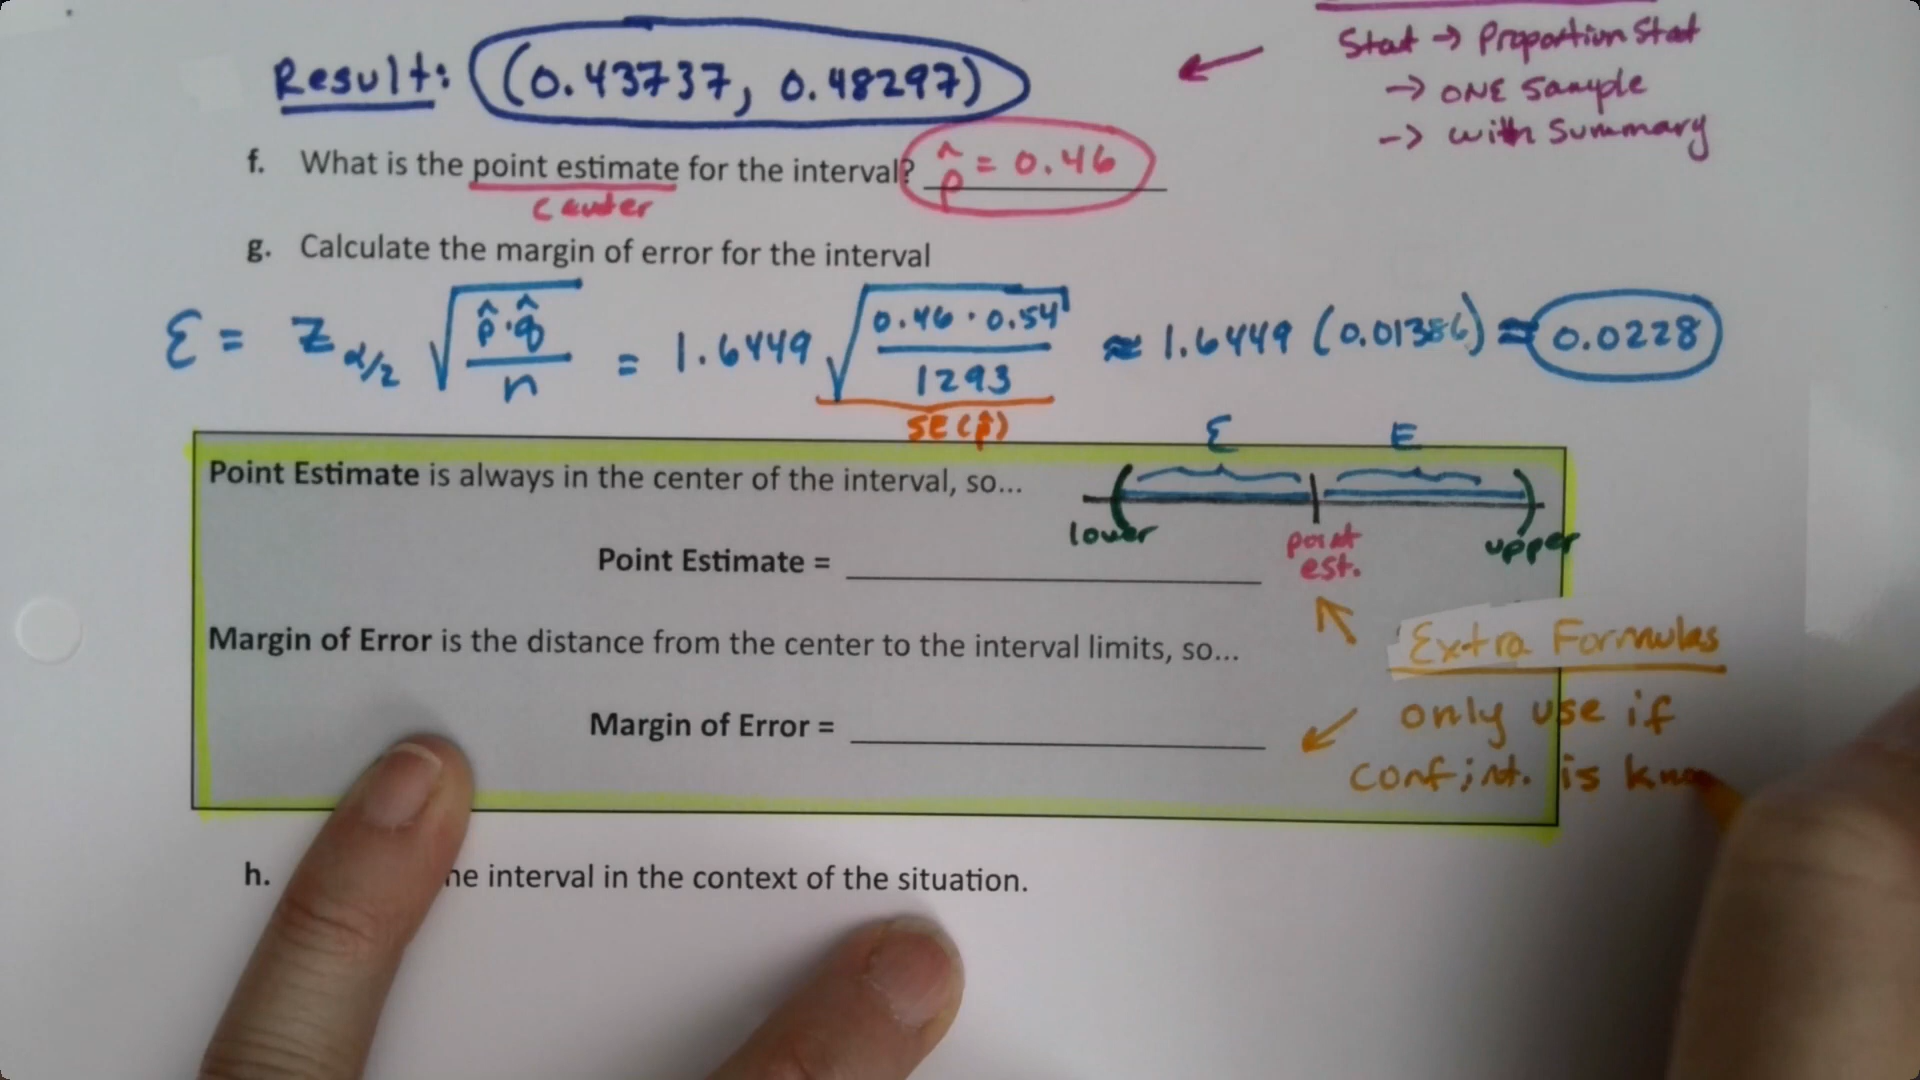 Stat → Proportion Stat
→ ONE Sample
→ with Summary
Result: (0.43737, 0.48297) ←
f. What is the point estimate for the interval? p̂ = 0.46
center
g. Calculate the margin of error for the interval
Ɛ = Z α/2 √(p̂·q̂ / n) = 1.6449 √(0.46 · 0.54 / 1293) ≈ 1.6449 (0.01386) ≈ 0.0228
SE(p̂)
Ɛ E
Point Estimate is always in the center of the interval, so...
lower point est. upper
Point Estimate = ____
Margin of Error is the distance from the center to the interval limits, so...
Extra Formulas
only use if
Margin of Error = ____
conf. int. is
h. he interval in the context of the situation.